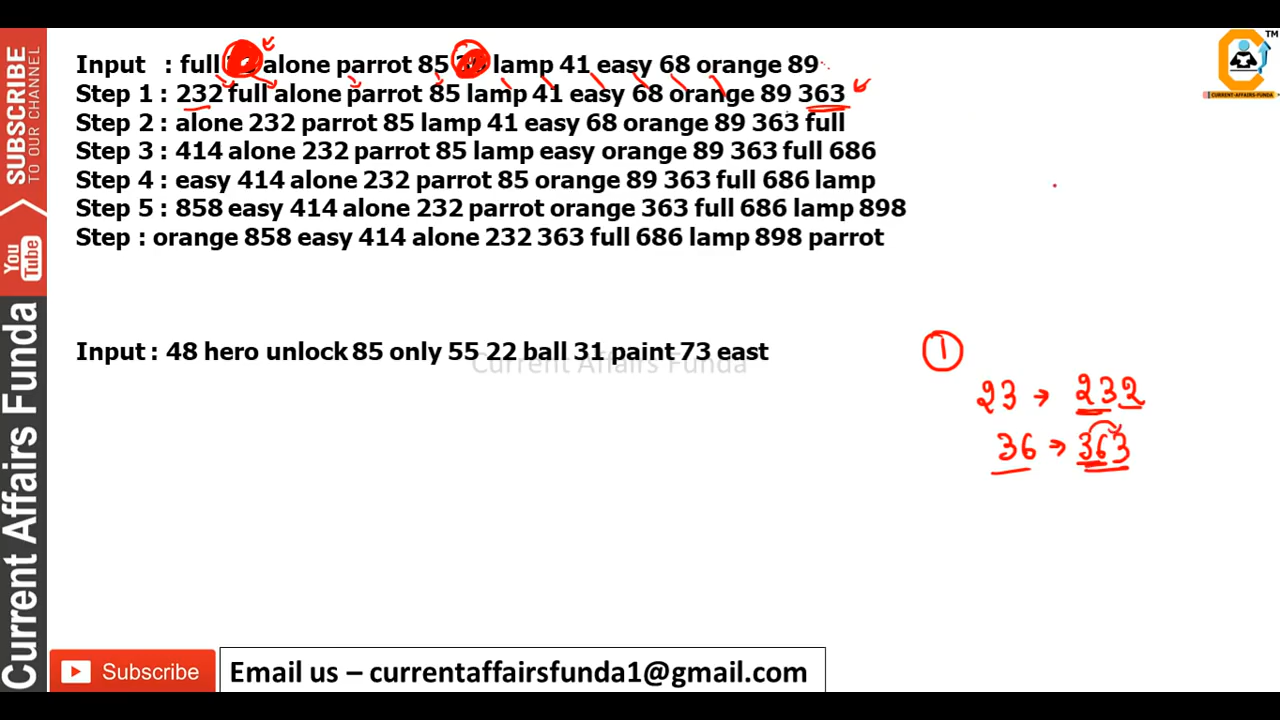 Input : full alone parrot 85 lamp 41 easy 68 orange 89
Step 1 : 232 full alone parrot 85 lamp 41 easy 68 orange 89 363
Step 2 : alone 232 parrot 85 lamp 41 easy 68 orange 89 363 full
Step 3 : 414 alone 232 parrot 85 lamp easy orange 89 363 full 686
Step 4 : easy 414 alone 232 parrot 85 orange 89 363 full 686 lamp
Step 5 : 858 easy 414 alone 232 parrot orange 363 full 686 lamp 898
Step : orange 858 easy 414 alone 232 363 full 686 lamp 898 parrot
Input : 48 hero unlock 85 only 55 22 ball 31 paint 73 east
Current Affairs Funda
1
23 → 232
36 → 363
SUBSCRIBE
TO OUR CHANNEL
You Tube
Current Affairs Funda
TM
CURRENT-AFFAIRS-FUNDA
Subscribe
Email us – currentaffairsfunda1@gmail.com